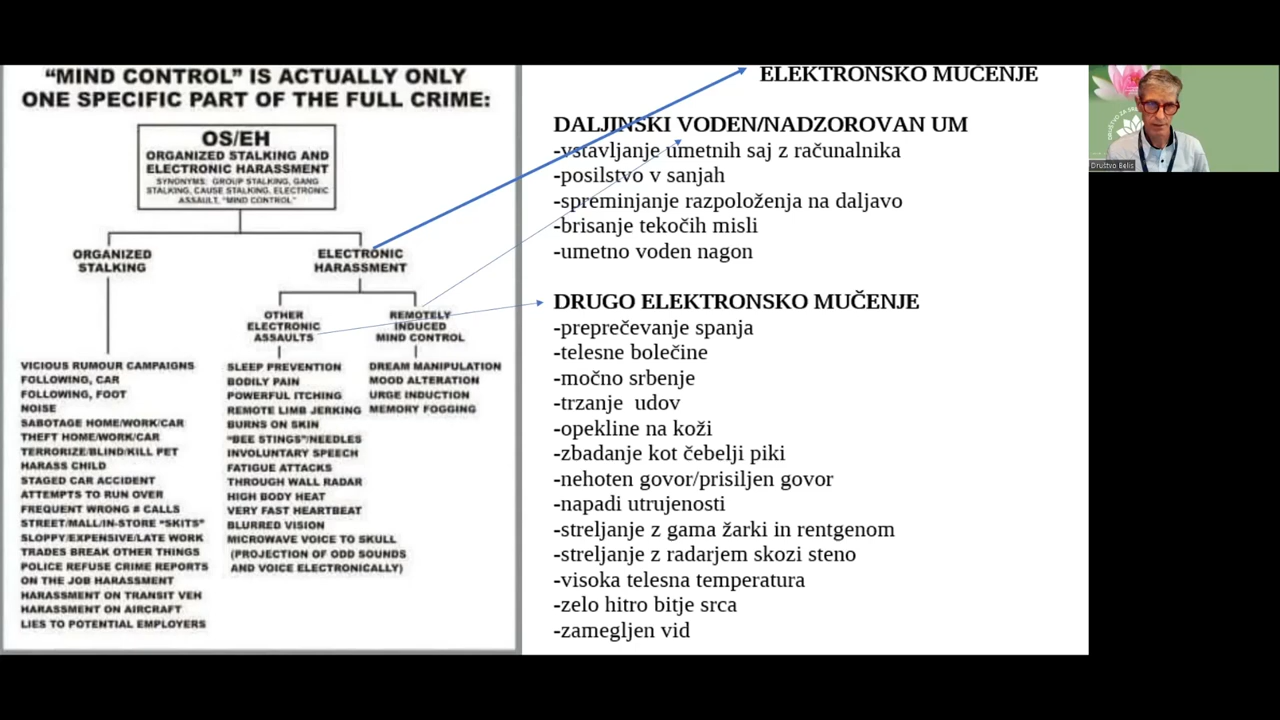 “MIND CONTROL” IS ACTUALLY ONLY
ONE SPECIFIC PART OF THE FULL CRIME:
OS/EH
ORGANIZED STALKING AND
ELECTRONIC HARASSMENT
SYNONYMS: GROUP STALKING, GANG
STALKING, CAUSE STALKING, ELECTRONIC
ASSAULT, “MIND CONTROL”
ORGANIZED
STALKING
ELECTRONIC
HARASSMENT
OTHER
ELECTRONIC
ASSAULTS
REMOTELY
INDUCED
MIND CONTROL
VICIOUS RUMOUR CAMPAIGNS
FOLLOWING, CAR
FOLLOWING, FOOT
NOISE
SABOTAGE HOME/WORK/CAR
THEFT HOME/WORK/CAR
TERRORIZE/BLIND/KILL PET
HARASS CHILD
STAGED CAR ACCIDENT
ATTEMPTS TO RUN OVER
FREQUENT WRONG # CALLS
STREET/MALL/IN-STORE “SKITS”
SLOPPY/EXPENSIVE/LATE WORK
TRADES BREAK OTHER THINGS
POLICE REFUSE CRIME REPORTS
ON THE JOB HARASSMENT
HARASSMENT ON TRANSIT VEH
HARASSMENT ON AIRCRAFT
LIES TO POTENTIAL EMPLOYERS
SLEEP PREVENTION
BODILY PAIN
POWERFUL ITCHING
REMOTE LIMB JERKING
BURNS ON SKIN
“BEE STINGS”/NEEDLES
INVOLUNTARY SPEECH
FATIGUE ATTACKS
THROUGH WALL RADAR
HIGH BODY HEAT
VERY FAST HEARTBEAT
BLURRED VISION
MICROWAVE VOICE TO SKULL
(PROJECTION OF ODD SOUNDS
AND VOICE ELECTRONICALLY)
DREAM MANIPULATION
MOOD ALTERATION
URGE INDUCTION
MEMORY FOGGING
ELEKTRONSKO MUČENJE
DALJINSKI VODEN/NADZOROVAN UM
-vstavljanje umetnih saj z računalnika
-posilstvo v sanjah
-spreminjanje razpoloženja na daljavo
-brisanje tekočih misli
-umetno voden nagon
DRUGO ELEKTRONSKO MUČENJE
-preprečevanje spanja
-telesne bolečine
-močno srbenje
-trzanje udov
-opekline na koži
-zbadanje kot čebelji piki
-nehoten govor/prisiljen govor
-napadi utrujenosti
-streljanje z gama žarki in rentgenom
-streljanje z radarjem skozi steno
-visoka telesna temperatura
-zelo hitro bitje srca
-zamegljen vid
Društvo Belis